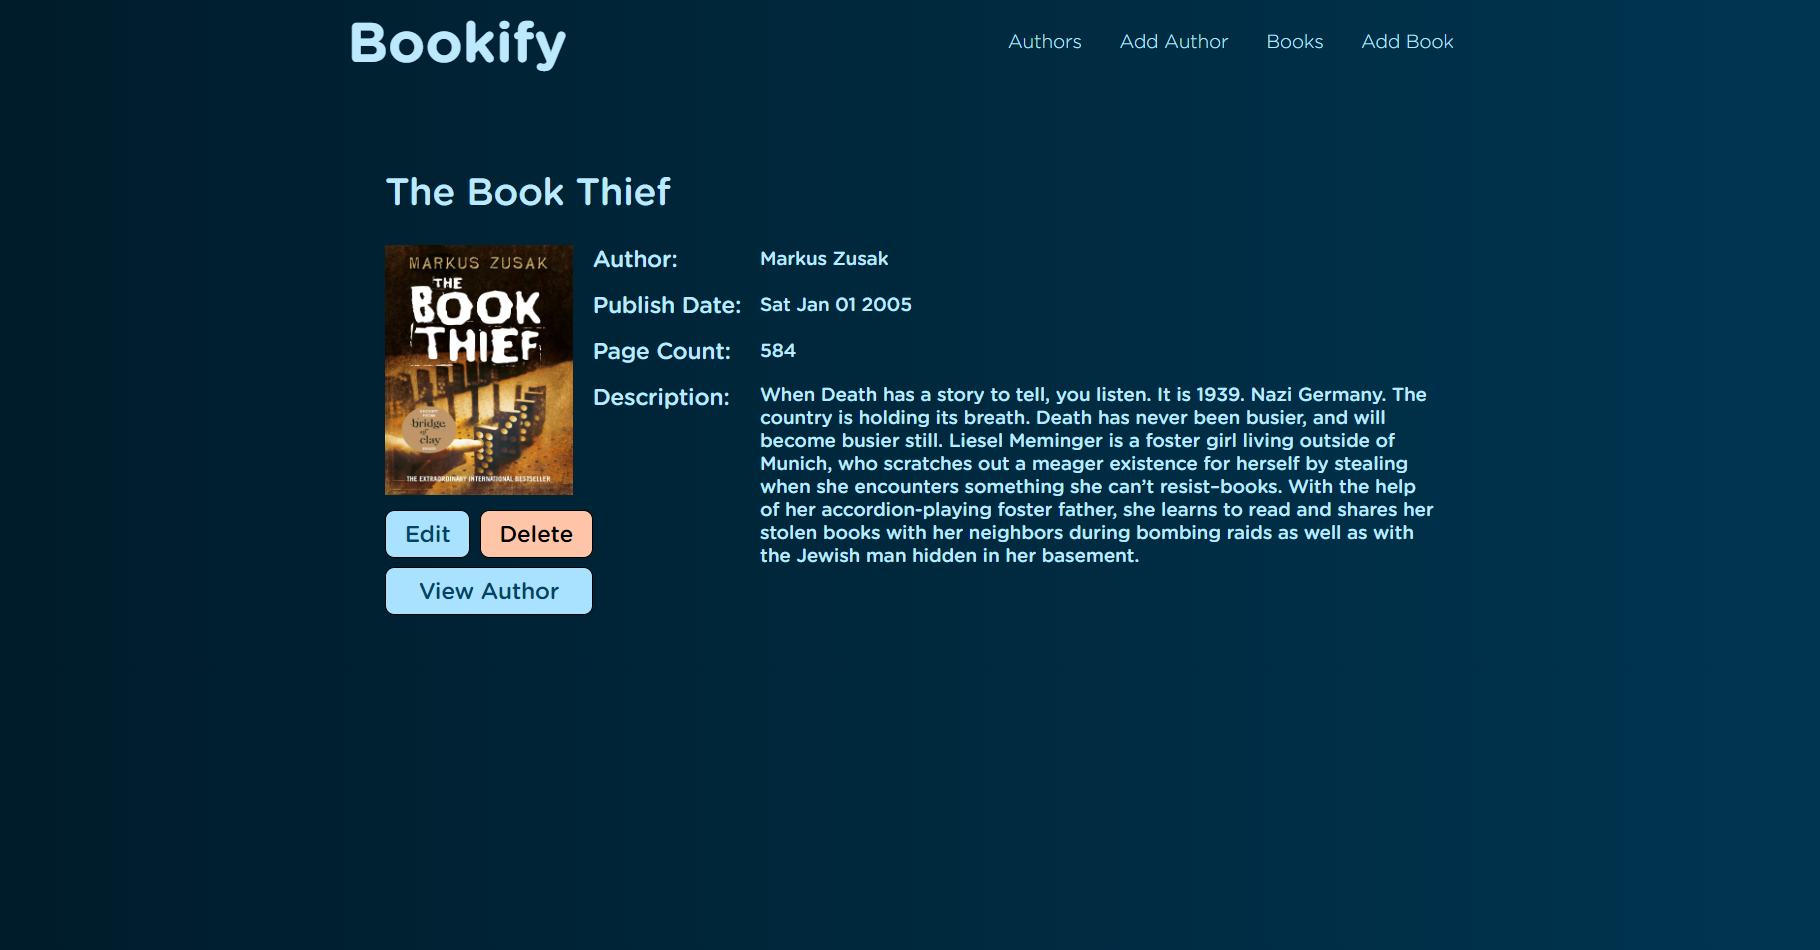 Bookify
Authors Add Author Books Add Book
The Book Thief
MARKUS ZUSAK
THE
BOOK
THIEF
bridge
of
clay
THE EXTRAORDINARY INTERNATIONAL BESTSELLER
Author: Markus Zusak
Publish Date: Sat Jan 01 2005
Page Count: 584
Description: When Death has a story to tell, you listen. It is 1939. Nazi Germany. The
country is holding its breath. Death has never been busier, and will
become busier still. Liesel Meminger is a foster girl living outside of
Munich, who scratches out a meager existence for herself by stealing
when she encounters something she can’t resist–books. With the help
of her accordion-playing foster father, she learns to read and shares her
stolen books with her neighbors during bombing raids as well as with
the Jewish man hidden in her basement.
Edit Delete
View Author